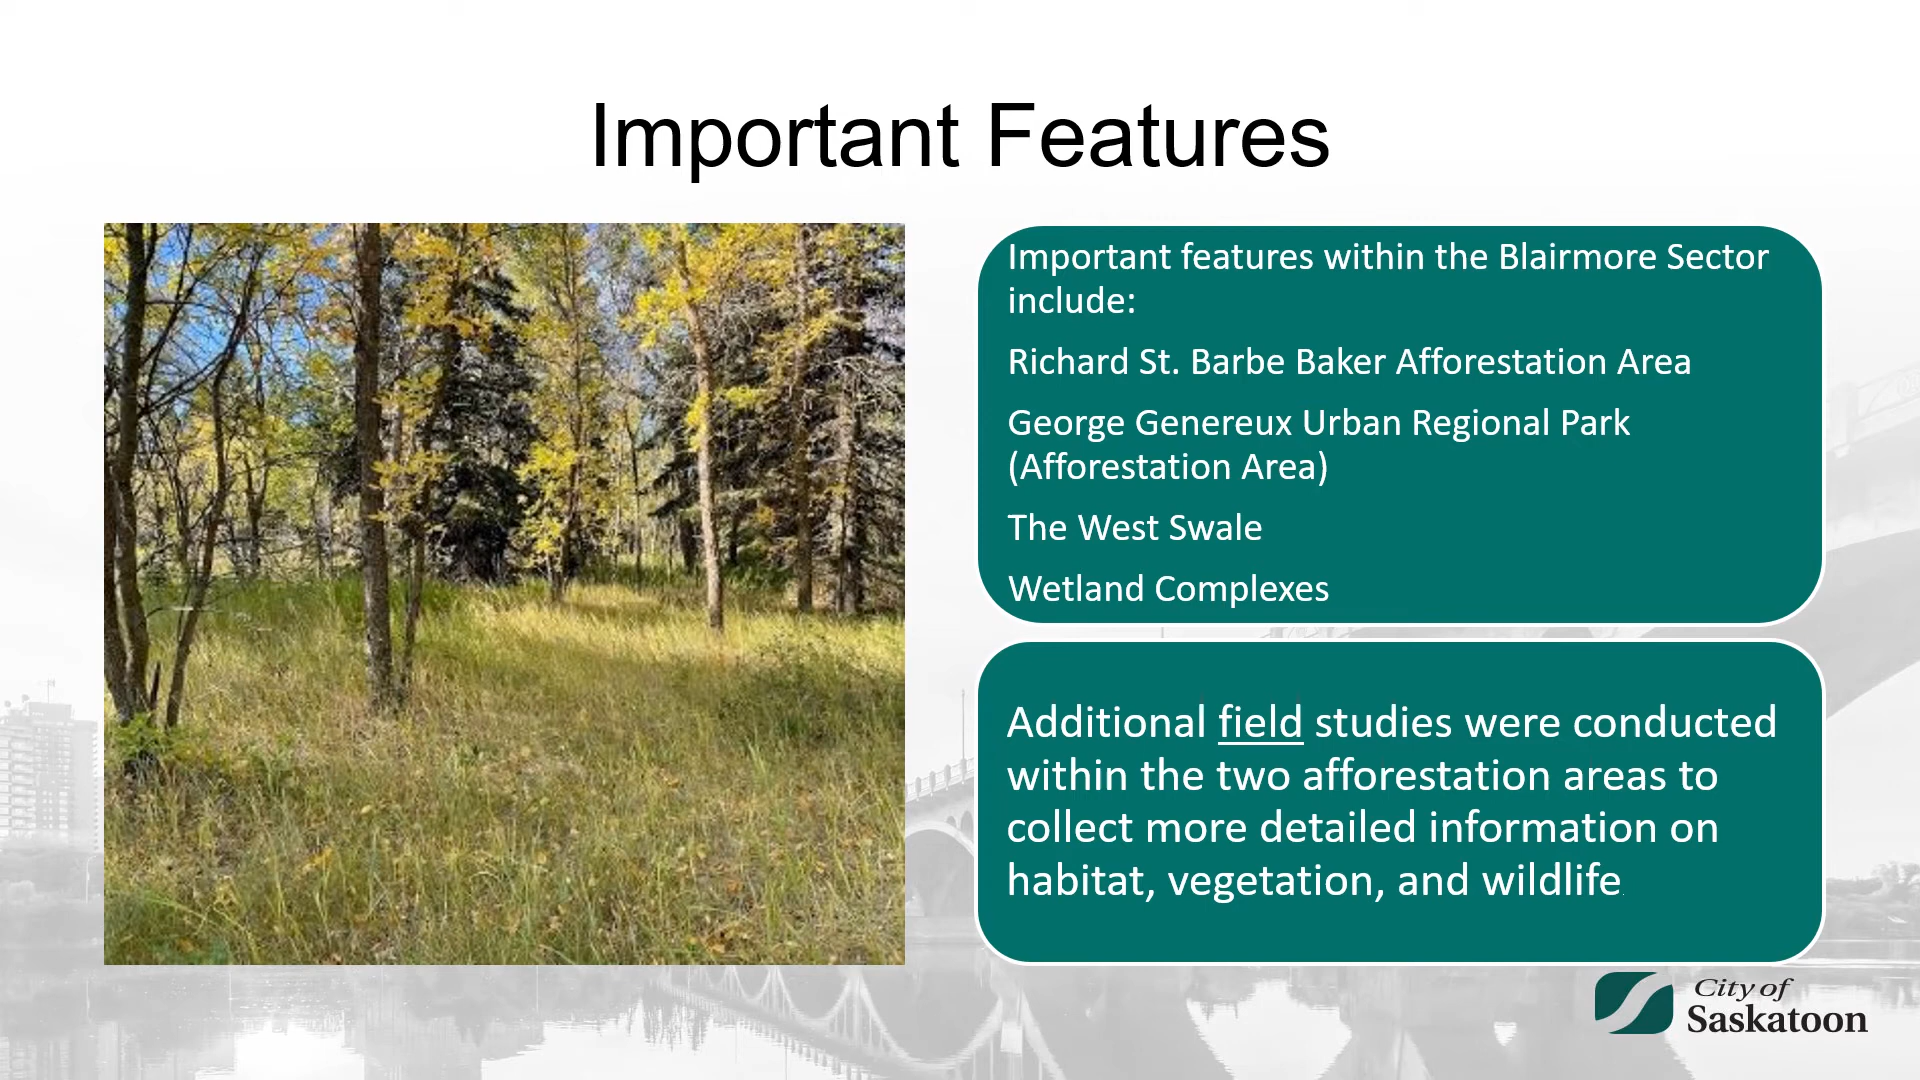 Important Features
Important features within the Blairmore Sector
include:
Richard St. Barbe Baker Afforestation Area
George Genereux Urban Regional Park
(Afforestation Area)
The West Swale
Wetland Complexes
Additional field studies were conducted
within the two afforestation areas to
collect more detailed information on
habitat, vegetation, and wildlife.
City of
Saskatoon